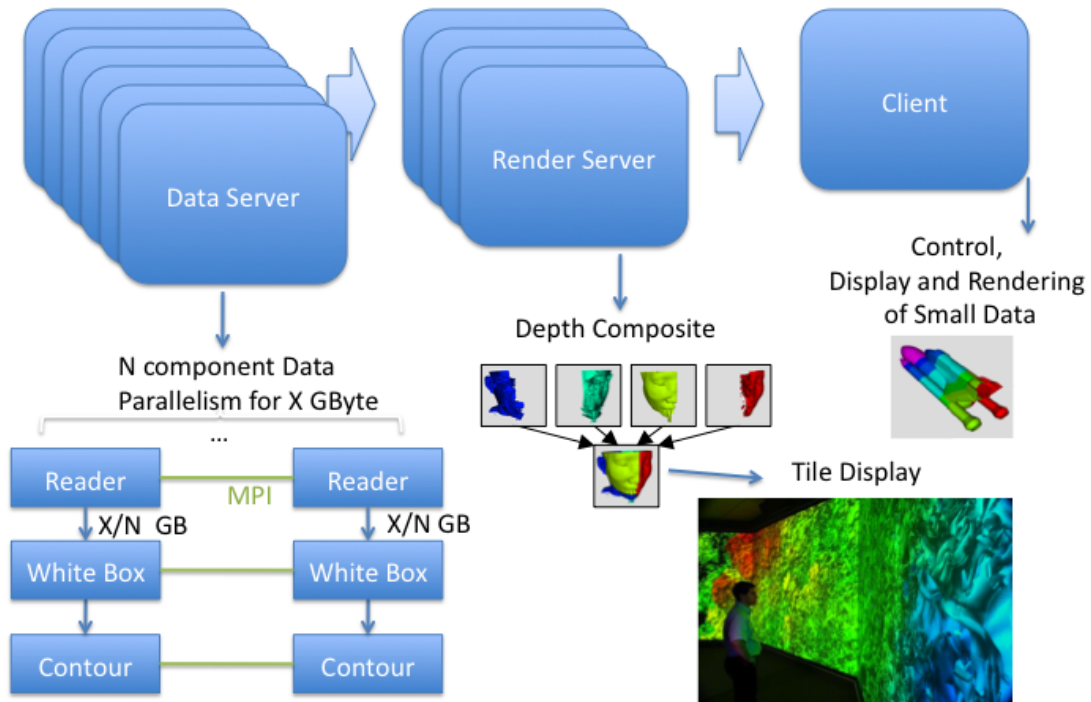 Data Server
Render Server
Client
N component Data
Parallelism for X GByte
...
Reader
MPI
Reader
X/N GB
X/N GB
White Box
White Box
Contour
Contour
Depth Composite
Tile Display
Control,
Display and Rendering
of Small Data